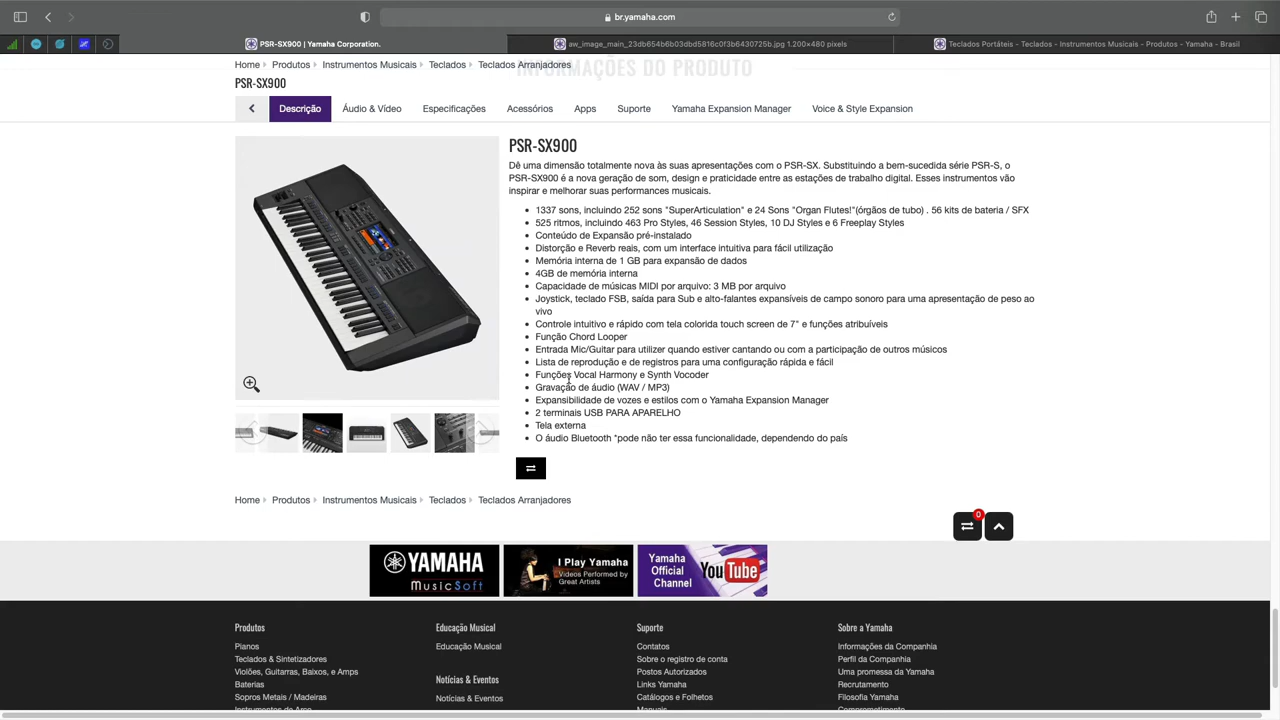 br.yamaha.com
PSR-SX900 | Yamaha Corporation.
aw_image_main_23db654b6b03dbd5816c0f3b6430725b.jpg 1.200×480 pixels
Teclados Portáteis - Teclados - Instrumentos Musicais - Produtos - Yamaha - Brasil
INFORMAÇÕES DO PRODUTO
Home Produtos Instrumentos Musicais Teclados Teclados Arranjadores
PSR-SX900
Descrição Áudio & Vídeo Especificações Acessórios Apps Suporte Yamaha Expansion Manager Voice & Style Expansion
PSR-SX900
Dê uma dimensão totalmente nova às suas apresentações com o PSR-SX. Substituindo a bem-sucedida série PSR-S, o
PSR-SX900 é a nova geração de som, design e praticidade entre as estações de trabalho digital. Esses instrumentos vão
inspirar e melhorar suas performances musicais.
1337 sons, incluindo 252 sons "SuperArticulation" e 24 Sons "Organ Flutes!"(órgãos de tubo) . 56 kits de bateria / SFX
525 ritmos, incluindo 463 Pro Styles, 46 Session Styles, 10 DJ Styles e 6 Freeplay Styles
Conteúdo de Expansão pré-instalado
Distorção e Reverb reais, com um interface intuitiva para fácil utilização
Memória interna de 1 GB para expansão de dados
4GB de memória interna
Capacidade de músicas MIDI por arquivo: 3 MB por arquivo
Joystick, teclado FSB, saída para Sub e alto-falantes expansíveis de campo sonoro para uma apresentação de peso ao
vivo
Controle intuitivo e rápido com tela colorida touch screen de 7" e funções atribuíveis
Função Chord Looper
Entrada Mic/Guitar para utilizer quando estiver cantando ou com a participação de outros músicos
Lista de reprodução e de registros para uma configuração rápida e fácil
Funções Vocal Harmony e Synth Vocoder
Gravação de áudio (WAV / MP3)
Expansibilidade de vozes e estilos com o Yamaha Expansion Manager
2 terminais USB PARA APARELHO
Tela externa
O áudio Bluetooth *pode não ter essa funcionalidade, dependendo do país
Home Produtos Instrumentos Musicais Teclados Teclados Arranjadores
0
YAMAHA
MusicSoft
I Play Yamaha
Videos Performed by
Great Artists
Yamaha
Official
Channel
YouTube
Produtos
Pianos
Teclados & Sintetizadores
Violões, Guitarras, Baixos, e Amps
Baterias
Sopros Metais / Madeiras
Instrumentos de Arco
Educação Musical
Educação Musical
Notícias & Eventos
Notícias & Eventos
Suporte
Contatos
Sobre o registro de conta
Postos Autorizados
Links Yamaha
Catálogos e Folhetos
Manuais
Sobre a Yamaha
Informações da Companhia
Perfil da Companhia
Uma promessa da Yamaha
Recrutamento
Filosofia Yamaha
Comprometimento